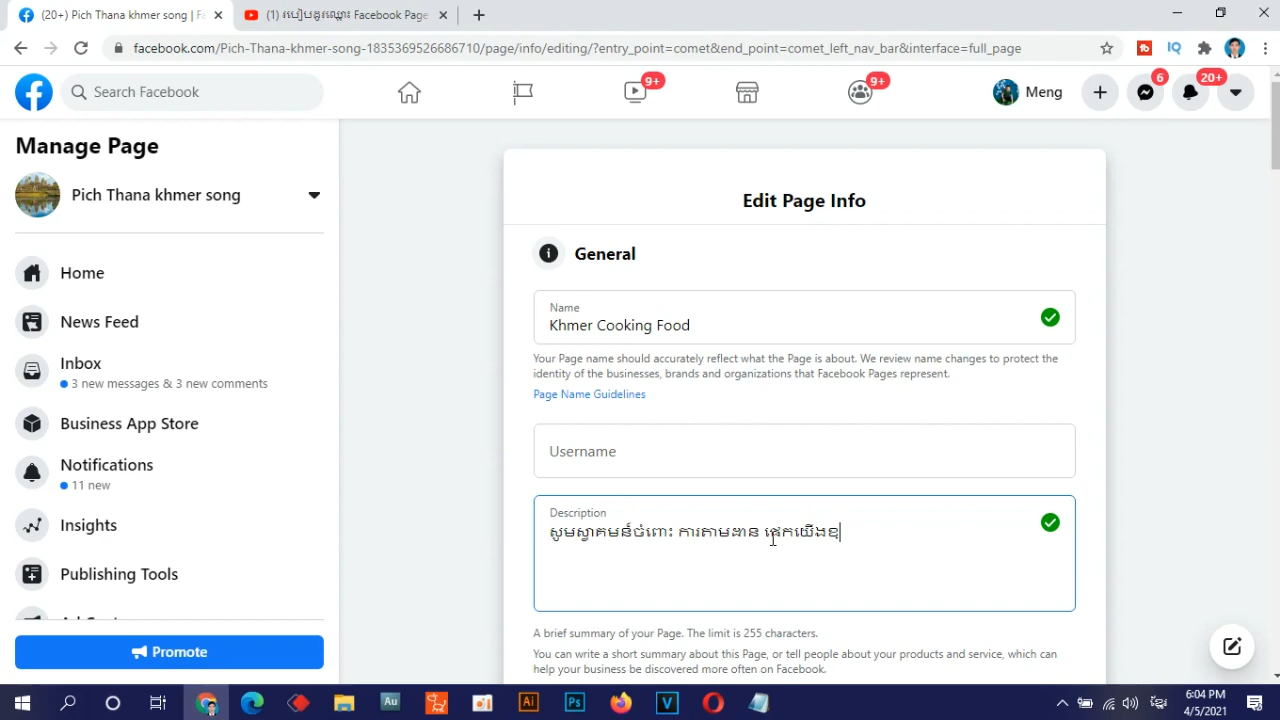 (20+) Pich Thana khmer song | Fa
(1) របៀបដូរឈ្មោះ Facebook Page
facebook.com/Pich-Thana-khmer-song-1835369526686710/page/info/editing/?entry_point=comet&end_point=comet_left_nav_bar&interface=full_page
Search Facebook
9+
9+
Meng
6
20+
Manage Page
Pich Thana khmer song
Home
News Feed
Inbox
3 new messages & 3 new comments
Business App Store
Notifications
11 new
Insights
Publishing Tools
Promote
Edit Page Info
General
Name
Khmer Cooking Food
Your Page name should accurately reflect what the Page is about. We review name changes to protect the
identity of the businesses, brands and organizations that Facebook Pages represent.
Page Name Guidelines
Username
Description
សូមស្វាគមន៍ចំពោះ ការតាមដាន ផេកយើងខ្ញុំ
A brief summary of your Page. The limit is 255 characters.
You can write a short summary about this Page, or tell people about your products and service, which can
help your business be discovered more often on Facebook.
6:04 PM
4/5/2021